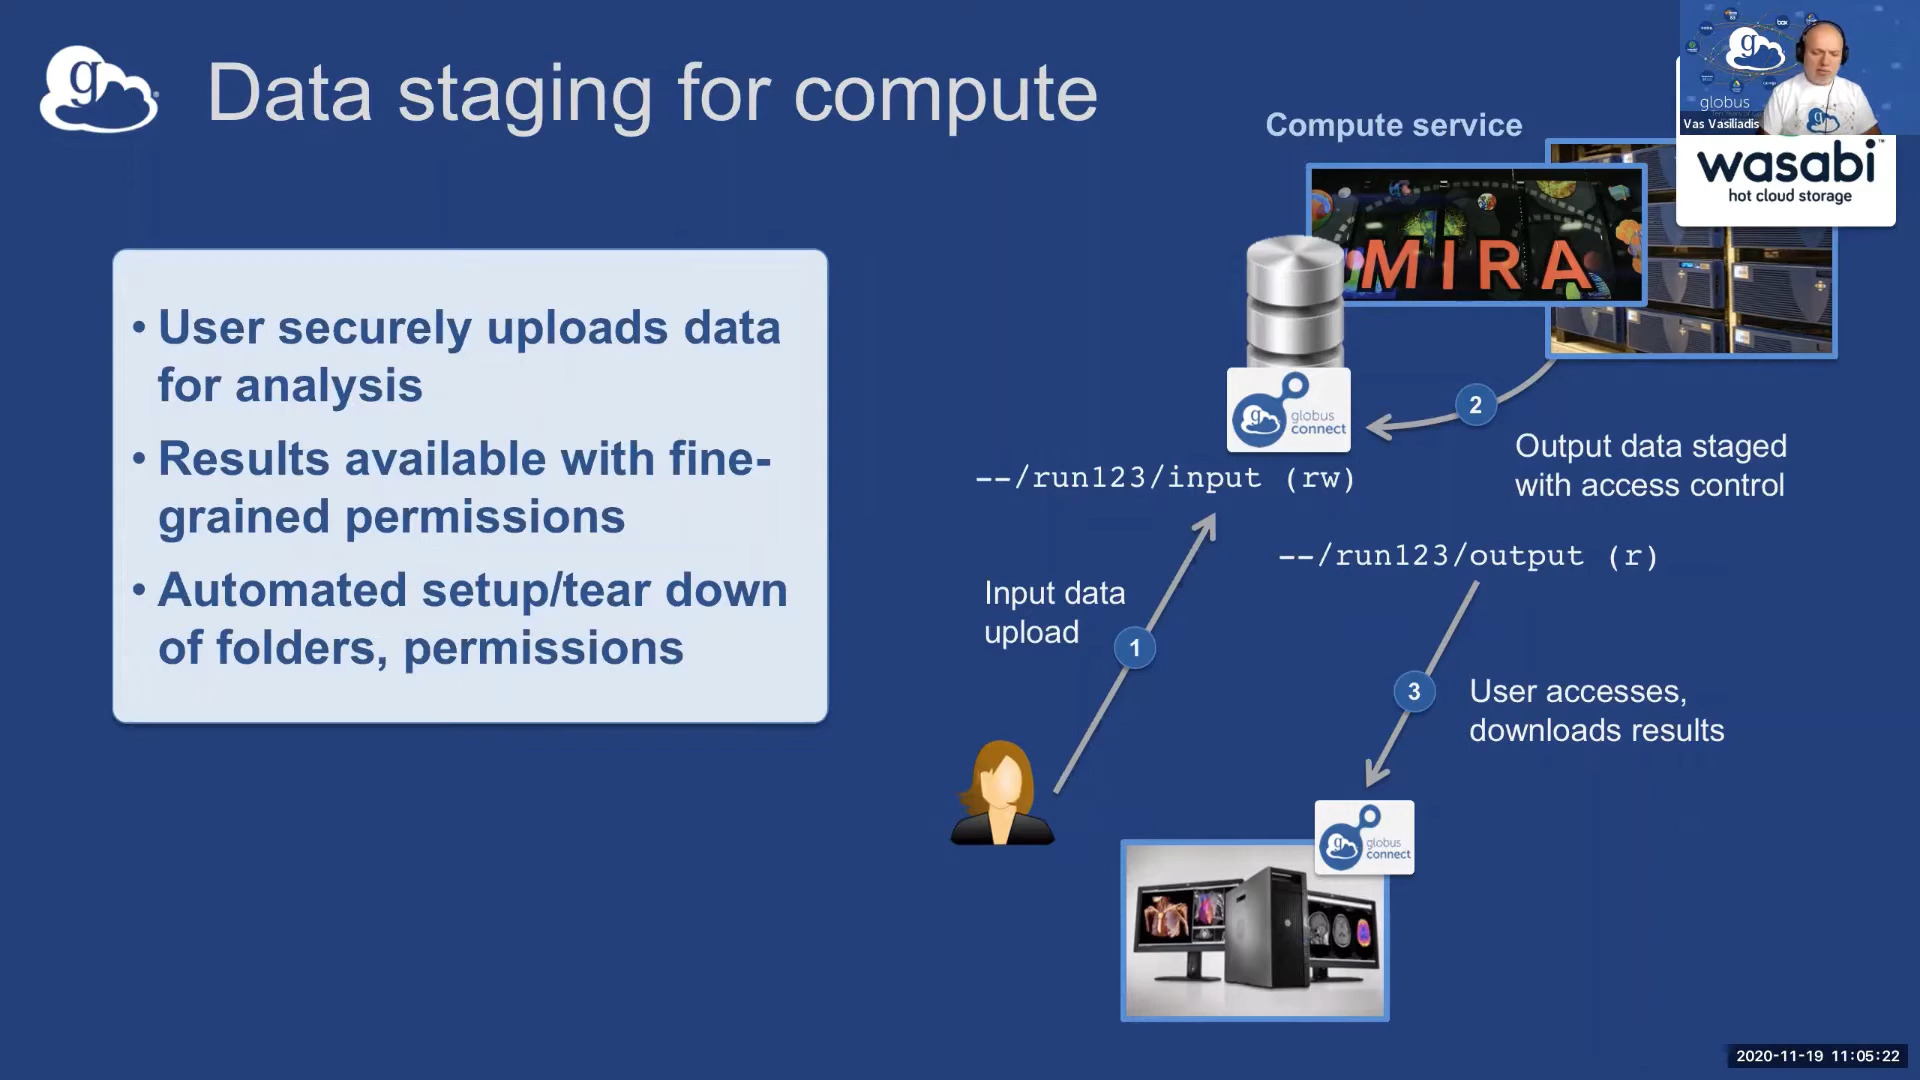 g
Data staging for compute
Compute service
g
globus
Vas Vasiliadis
wasabi™
hot cloud storage
MIRA
• User securely uploads data
for analysis
• Results available with fine-
grained permissions
• Automated setup/tear down
of folders, permissions
g globus
connect
2
Output data staged
with access control
--/run123/input (rw)
--/run123/output (r)
Input data
upload
1
3
User accesses,
downloads results
g globus
connect
2020-11-19 11:05:22